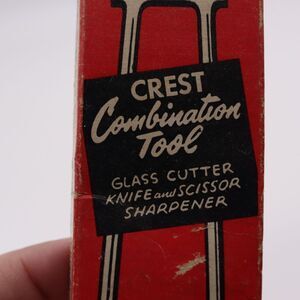 CREST
Combination
Tool
GLASS CUTTER
KNIFE and SCISSOR
SHARPENER